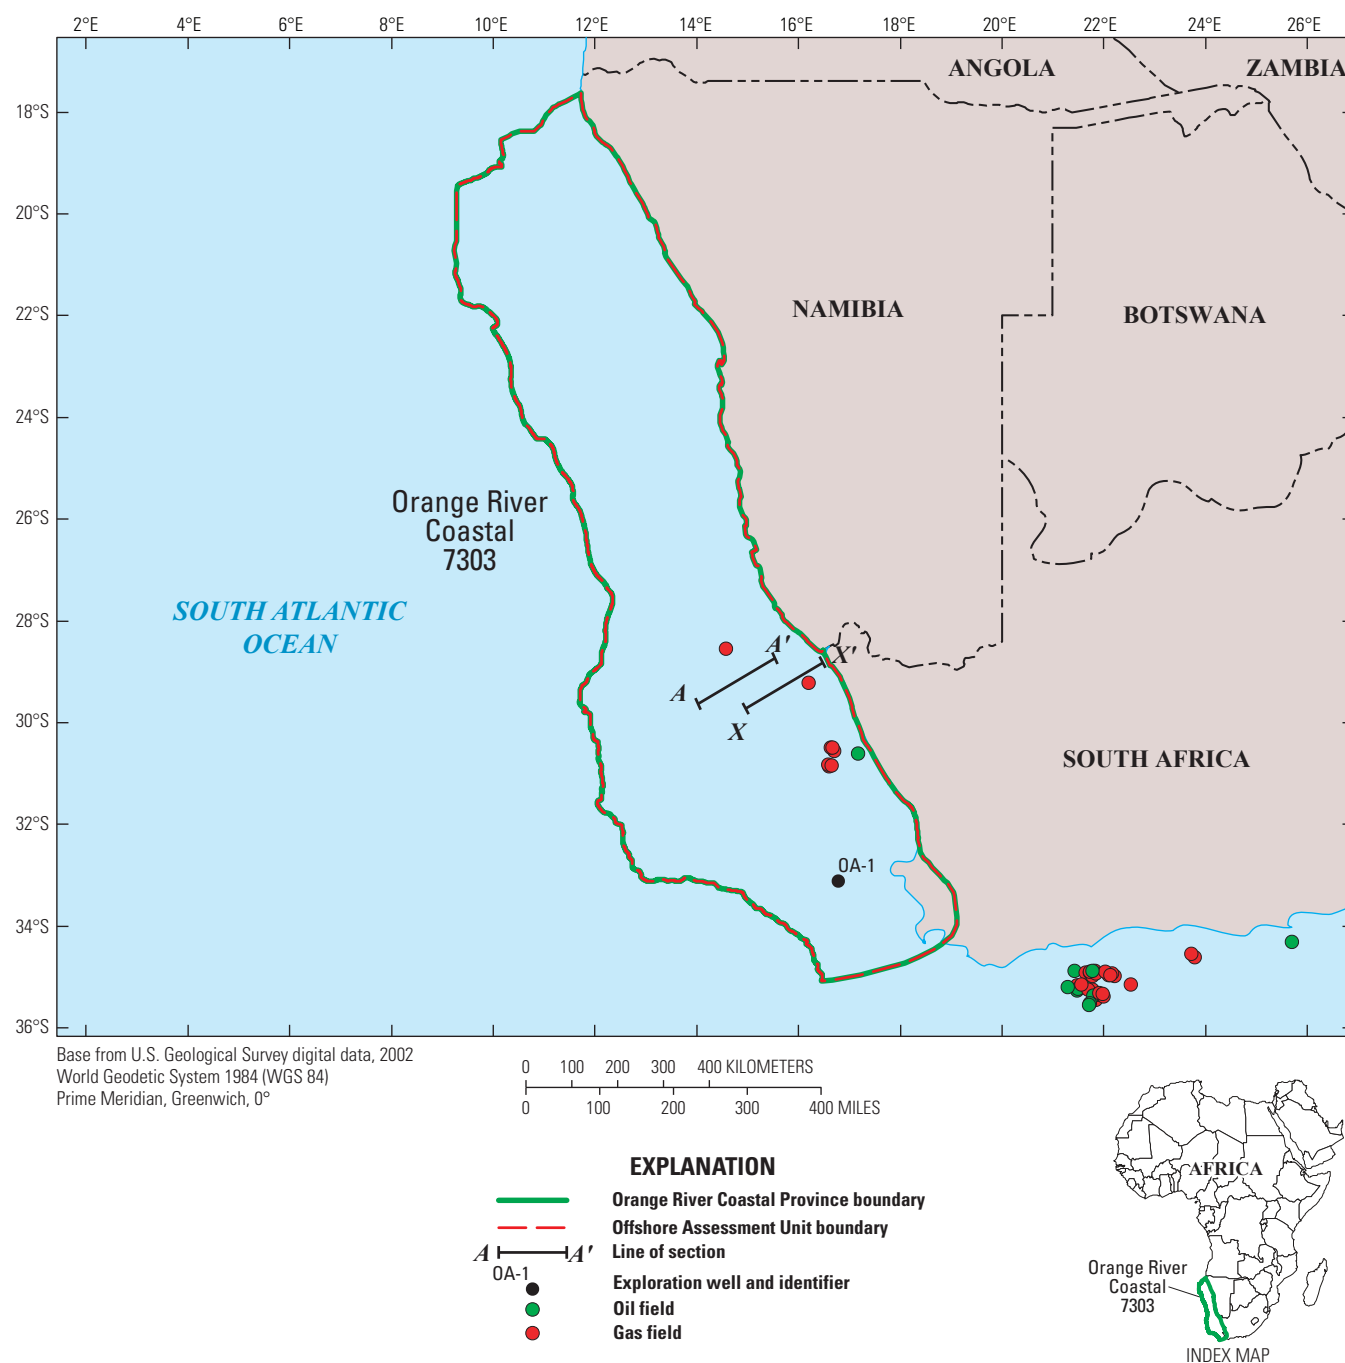 2°E 4°E 6°E 8°E 10°E 12°E 14°E 16°E 18°E 20°E 22°E 24°E 26°E
ANGOLA
ZAMBIA
18°S
20°S
NAMIBIA
BOTSWANA
22°S
24°S
Orange River
Coastal
7303
26°S
SOUTH ATLANTIC
OCEAN
28°S
A'
X'
A
X
30°S
SOUTH AFRICA
32°S
OA-1
34°S
36°S
Base from U.S. Geological Survey digital data, 2002
World Geodetic System 1984 (WGS 84)
Prime Meridian, Greenwich, 0°
0 100 200 300 400 KILOMETERS
0 100 200 300 400 MILES
EXPLANATION
Orange River Coastal Province boundary
Offshore Assessment Unit boundary
A A' Line of section
OA-1
Exploration well and identifier
Oil field
Gas field
AFRICA
Orange River
Coastal
7303
INDEX MAP